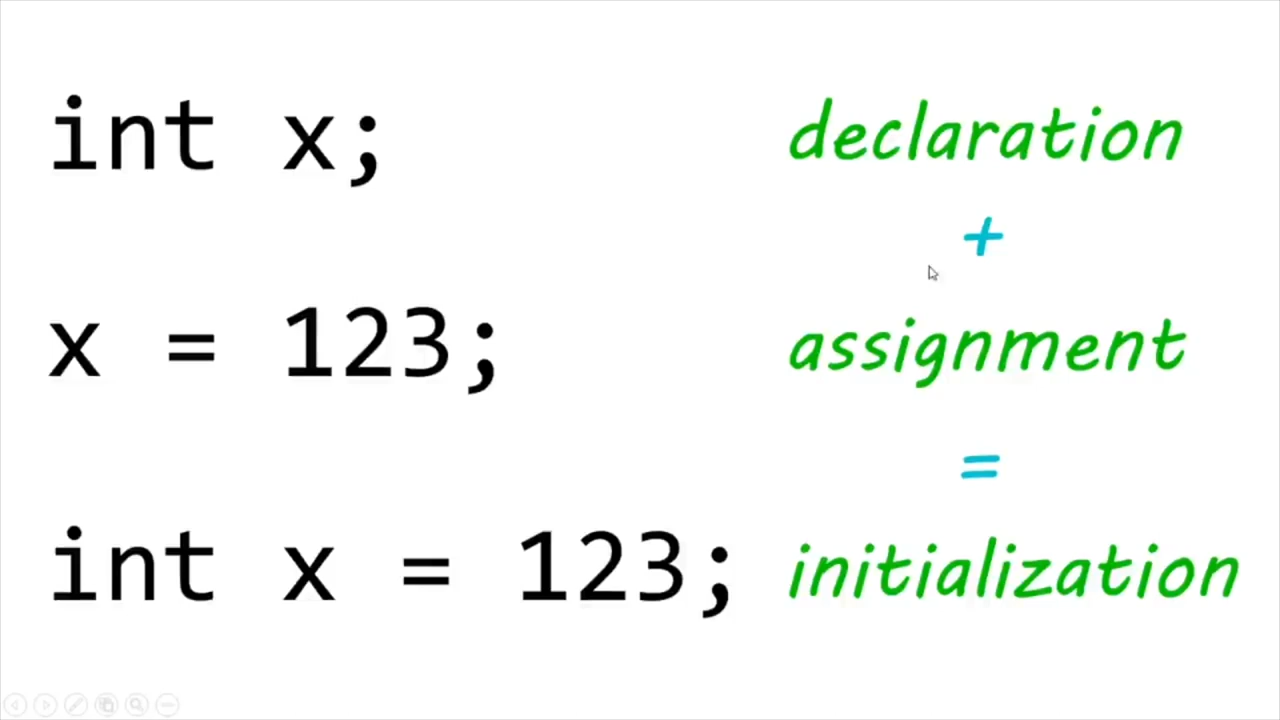 int x; declaration
+
x = 123; assignment
=
int x = 123; initialization